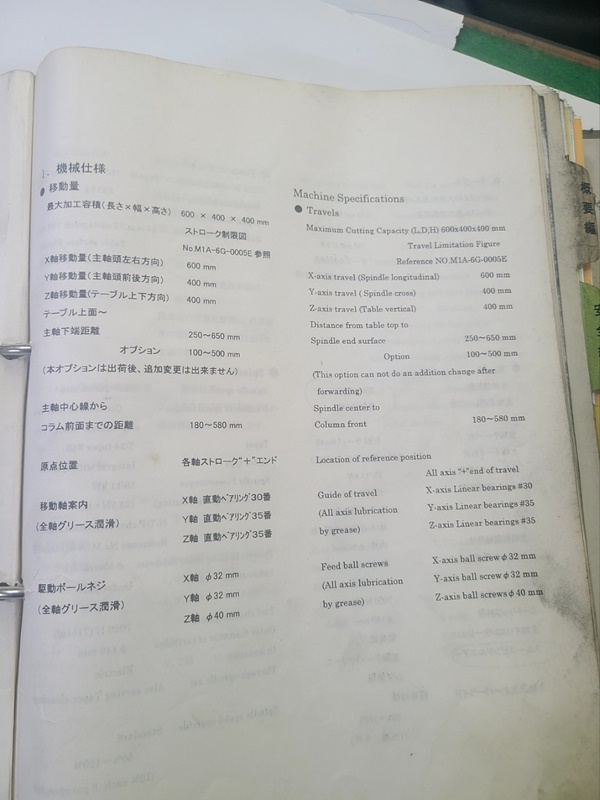 1. 機械仕様
● 移動量
最大加工容積(長さ×幅×高さ) 600 × 400 × 400 mm
ストローク制限図
No.M1A-6G-0005E 参照
X軸移動量(主軸頭左右方向) 600 mm
Y軸移動量(主軸頭前後方向) 400 mm
Z軸移動量(テーブル上下方向) 400 mm
テーブル上面~
主軸下端距離 250~650 mm
オプション 100~500 mm
(本オプションは出荷後、追加変更は出来ません)
主軸中心線から
コラム前面までの距離 180~580 mm
原点位置 各軸ストローク"+"エンド
移動軸案内 X軸 直動ベアリング30番
(全軸グリース潤滑) Y軸 直動ベアリング35番
Z軸 直動ベアリング35番
駆動ボールネジ X軸 φ32 mm
(全軸グリース潤滑) Y軸 φ32 mm
Z軸 φ40 mm
Machine Specifications
● Travels
Maximum Cutting Capacity (L,D,H) 600x400x400 mm
Travel Limitation Figure
Reference NO.M1A-6G-0005E
X-axis travel (Spindle longitudinal) 600 mm
Y-axis travel ( Spindle cross) 400 mm
Z-axis travel (Table vertical) 400 mm
Distance from table top to
Spindle end surface 250~650 mm
Option 100~500 mm
(This option can not do an addition change after
forwarding)
Spindle center to
Column front 180~580 mm
Location of reference position
All axis "+"end of travel
Guide of travel X-axis Linear bearings #30
(All axis lubrication Y-axis Linear bearings #35
by grease) Z-axis Linear bearings #35
Feed ball screws X-axis ball screw φ 32 mm
(All axis lubrication Y-axis ball screw φ 32 mm
by grease) Z-axis ball screws φ 40 mm
概要編
安全